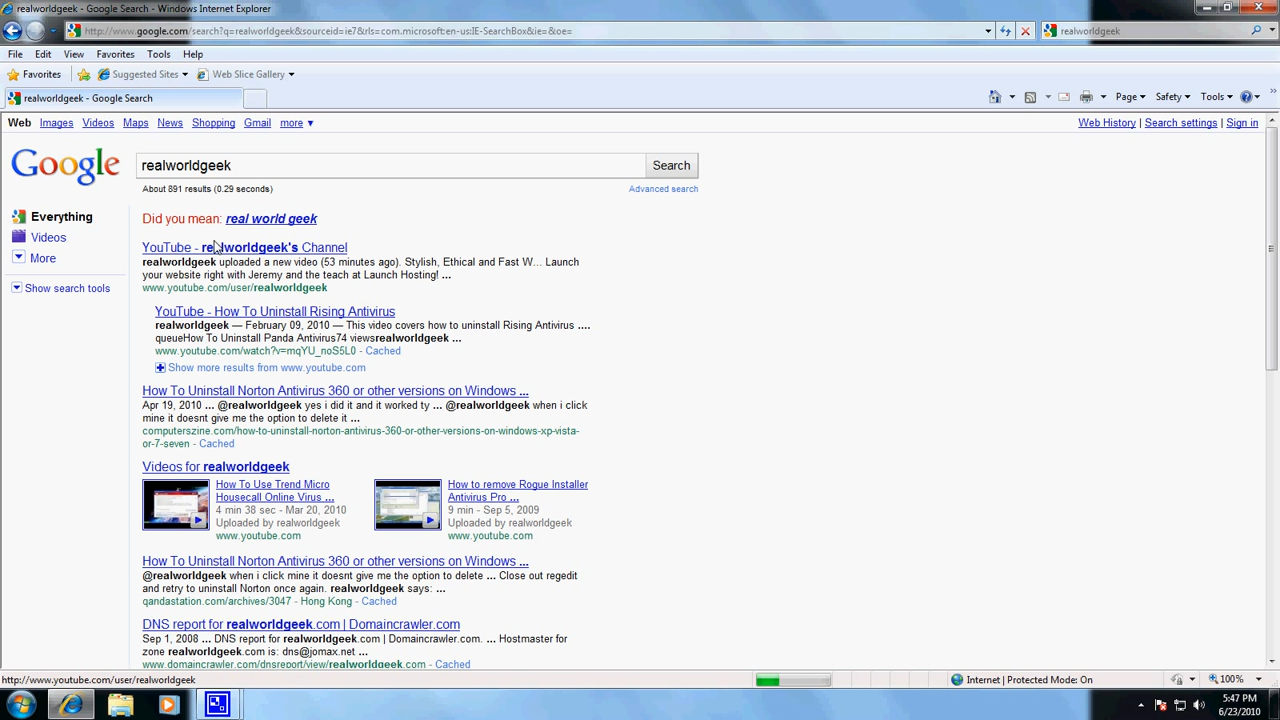 realworldgeek - Google Search - Windows Internet Explorer
http://www.google.com/search?q=realworldgeek&sourceid=ie7&rls=com.microsoft:en-us:IE-SearchBox&ie=&oe=
realworldgeek
File Edit View Favorites Tools Help
Favorites Suggested Sites Web Slice Gallery
realworldgeek - Google Search
Page Safety Tools
Web Images Videos Maps News Shopping Gmail more
Web History | Search settings | Sign in
Google
realworldgeek
Search
About 891 results (0.29 seconds)
Advanced search
Everything
Videos
More
Show search tools
Did you mean: real world geek
YouTube - realworldgeek's Channel
realworldgeek uploaded a new video (53 minutes ago). Stylish, Ethical and Fast W... Launch
your website right with Jeremy and the teach at Launch Hosting! ...
www.youtube.com/user/realworldgeek
YouTube - How To Uninstall Rising Antivirus
realworldgeek — February 09, 2010 — This video covers how to uninstall Rising Antivirus ....
queueHow To Uninstall Panda Antivirus74 viewsrealworldgeek ...
www.youtube.com/watch?v=mqYU_noS5L0 - Cached
Show more results from www.youtube.com
How To Uninstall Norton Antivirus 360 or other versions on Windows ...
Apr 19, 2010 ... @realworldgeek yes i did it and it worked ty ... @realworldgeek when i click
mine it doesnt give me the option to delete it ...
computerszine.com/how-to-uninstall-norton-antivirus-360-or-other-versions-on-windows-xp-vista-
or-7-seven - Cached
Videos for realworldgeek
How To Use Trend Micro
Housecall Online Virus ...
4 min 38 sec - Mar 20, 2010
Uploaded by realworldgeek
www.youtube.com
How to remove Rogue Installer
Antivirus Pro ...
9 min - Sep 5, 2009
Uploaded by realworldgeek
www.youtube.com
How To Uninstall Norton Antivirus 360 or other versions on Windows ...
@realworldgeek when i click mine it doesnt give me the option to delete ... Close out regedit
and retry to uninstall Norton once again. realworldgeek says: ...
qandastation.com/archives/3047 - Hong Kong - Cached
DNS report for realworldgeek.com | Domaincrawler.com
Sep 1, 2008 ... DNS report for realworldgeek.com | Domaincrawler.com. ... Hostmaster for
zone realworldgeek.com is: dns@jomax.net ...
www.domaincrawler.com/dnsreport/view/realworldgeek.com - Cached
http://www.youtube.com/user/realworldgeek
Internet | Protected Mode: On
100%
5:47 PM
6/23/2010